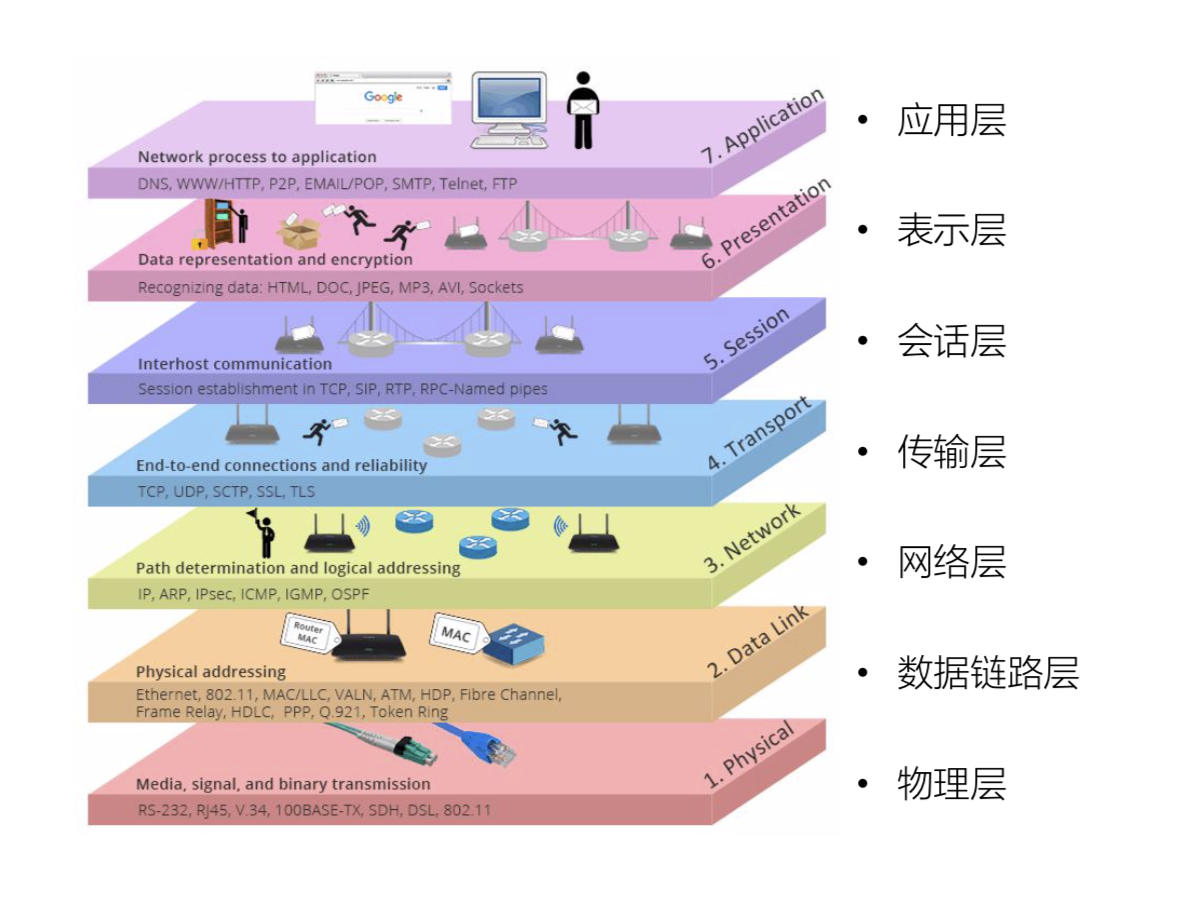 Google
7. Application
Network process to application
DNS, WWW/HTTP, P2P, EMAIL/POP, SMTP, Telnet, FTP
• 应用层
6. Presentation
Data representation and encryption
Recognizing data: HTML, DOC, JPEG, MP3, AVI, Sockets
• 表示层
5. Session
Interhost communication
Session establishment in TCP, SIP, RTP, RPC-Named pipes
• 会话层
4. Transport
End-to-end connections and reliability
TCP, UDP, SCTP, SSL, TLS
• 传输层
3. Network
Path determination and logical addressing
IP, ARP, IPsec, ICMP, IGMP, OSPF
• 网络层
Router
MAC
MAC
2. Data Link
Physical addressing
Ethernet, 802.11, MAC/LLC, VALN, ATM, HDP, Fibre Channel,
Frame Relay, HDLC, PPP, Q.921, Token Ring
• 数据链路层
1. Physical
Media, signal, and binary transmission
RS-232, RJ45, V.34, 100BASE-TX, SDH, DSL, 802.11
• 物理层